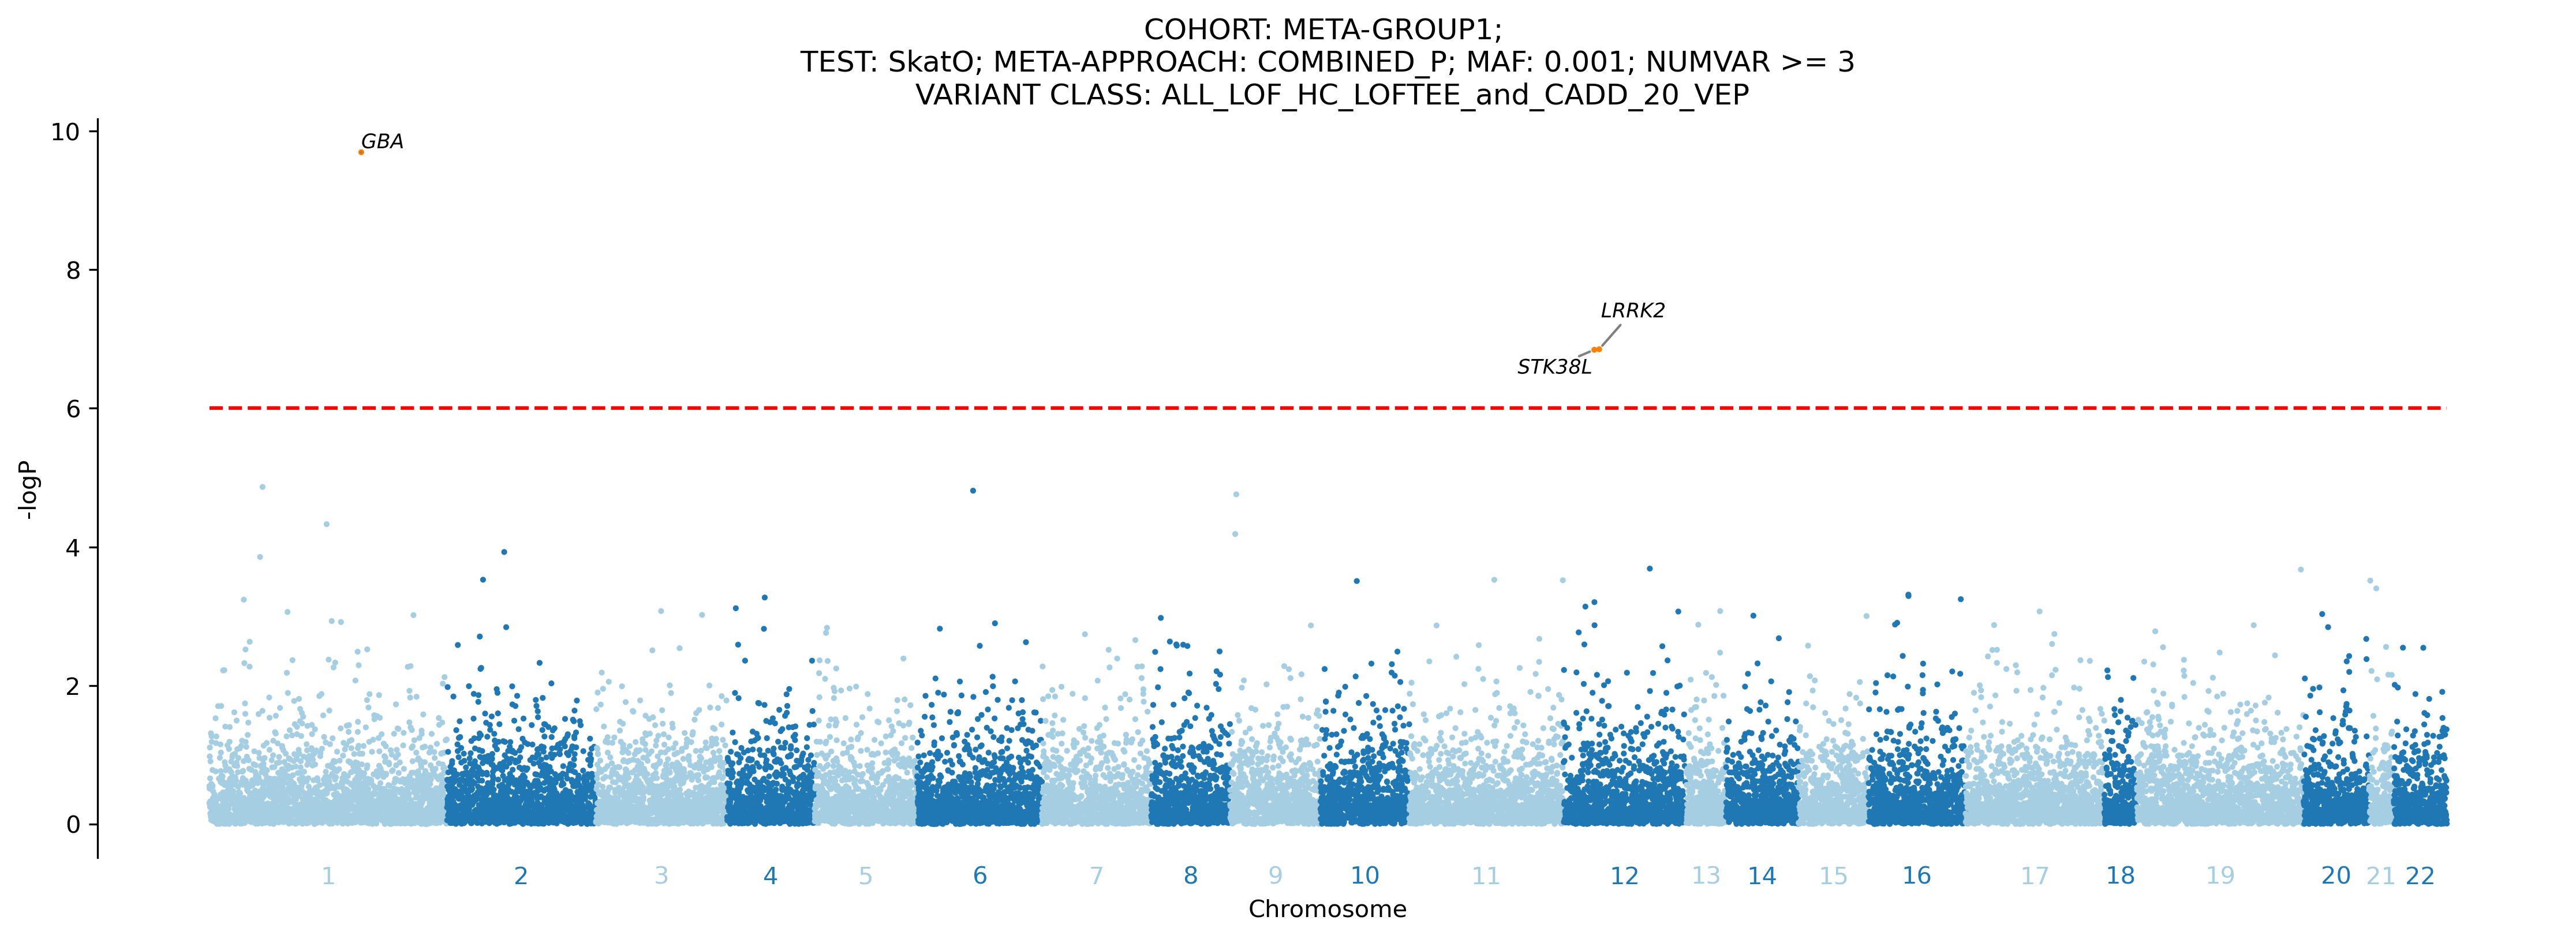 COHORT: META-GROUP1;
TEST: SkatO; META-APPROACH: COMBINED_P; MAF: 0.001; NUMVAR >= 3
VARIANT CLASS: ALL_LOF_HC_LOFTEE_and_CADD_20_VEP
10
8
6
4
2
0
-logP
GBA
LRRK2
STK38L
1 2 3 4 5 6 7 8 9 10 11 12 13 14 15 16 17 18 19 20 21 22
Chromosome